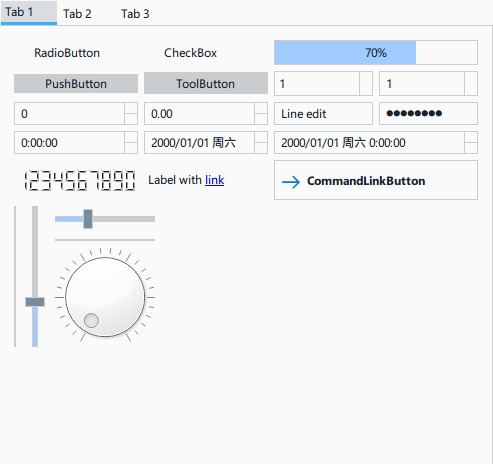 Tab 1 Tab 2 Tab 3
RadioButton CheckBox 70%
PushButton ToolButton 1 1
0 0.00 Line edit ●●●●●●●●
0:00:00 2000/01/01 周六 2000/01/01 周六 0:00:00
1234567890 Label with link CommandLinkButton